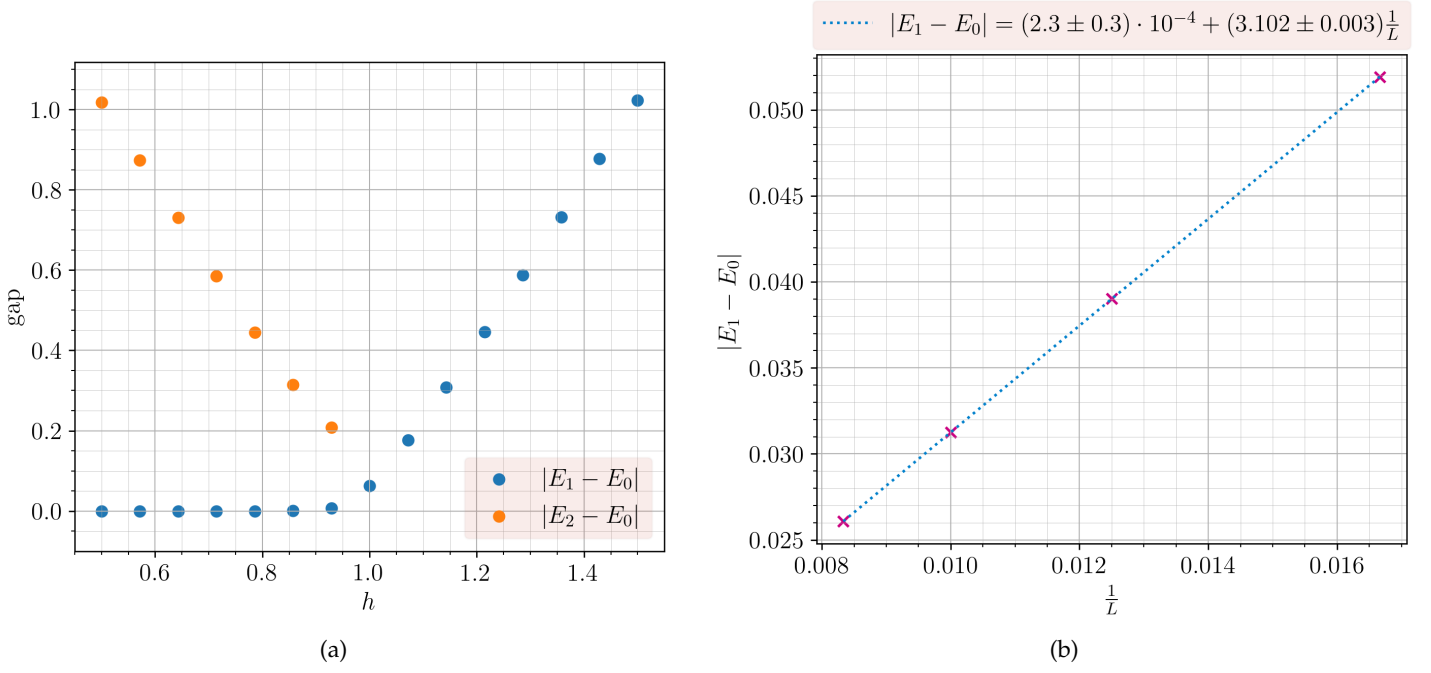 |E₁ − E₀| = (2.3 ± 0.3) · 10⁻⁴ + (3.102 ± 0.003) 1/L
gap
1.0
0.8
0.6
0.4
0.2
0.0
|E₁ − E₀|
|E₂ − E₀|
0.6 0.8 1.0 1.2 1.4
h
(a)
|E₁ − E₀|
0.050
0.045
0.040
0.035
0.030
0.025
0.008 0.010 0.012 0.014 0.016
1/L
(b)